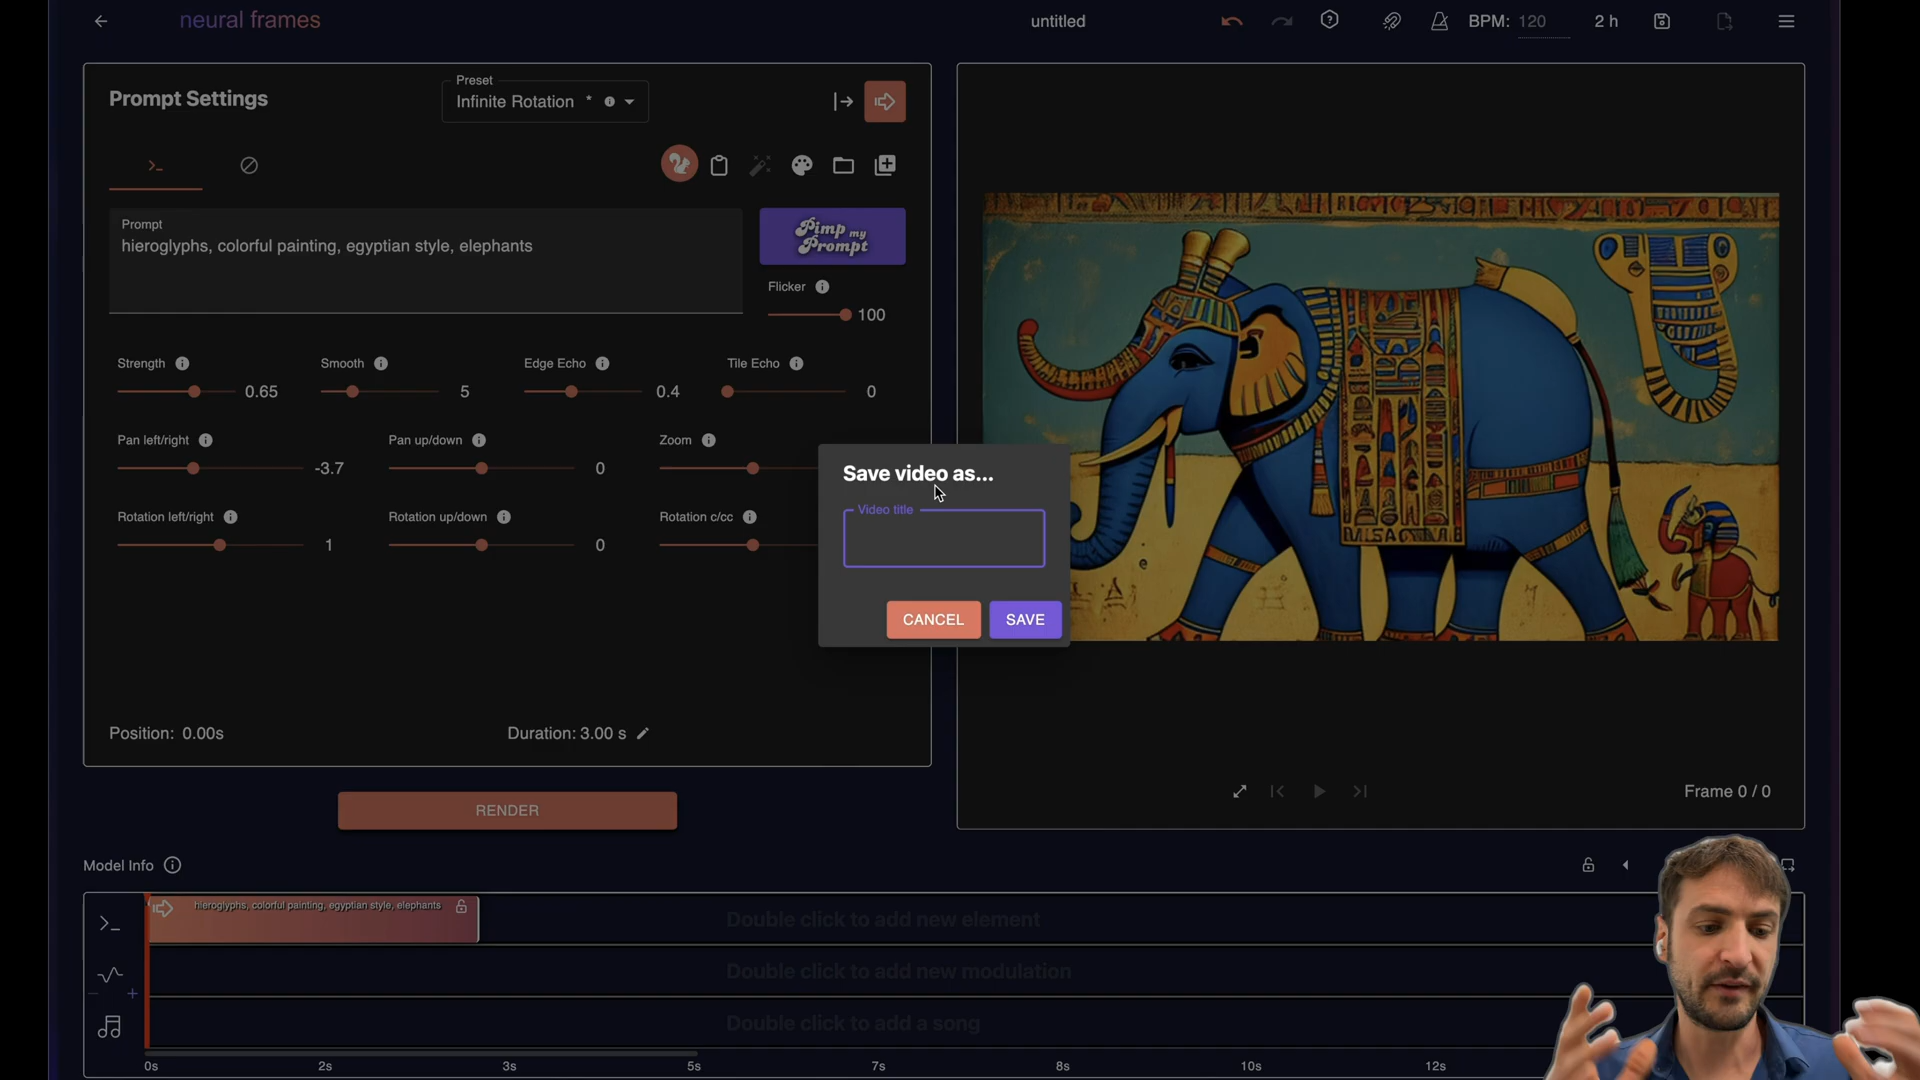 neural frames
untitled
BPM: 120
2 h
Prompt Settings
Preset
Infinite Rotation *
Prompt
hieroglyphs, colorful painting, egyptian style, elephants
Pimp my
Prompt
Flicker
100
Strength
Smooth
Edge Echo
Tile Echo
0.65
5
0.4
0
Pan left/right
Pan up/down
Zoom
-3.7
0
Save video as...
Video title
Rotation left/right
Rotation up/down
Rotation c/cc
1
0
CANCEL
SAVE
Position: 0.00s
Duration: 3.00 s
Frame 0 / 0
RENDER
Model Info
hieroglyphs, colorful painting, egyptian style, elephants
Double click to add new element
Double click to add new modulation
Double click to add a song
0s
2s
3s
5s
7s
8s
10s
12s